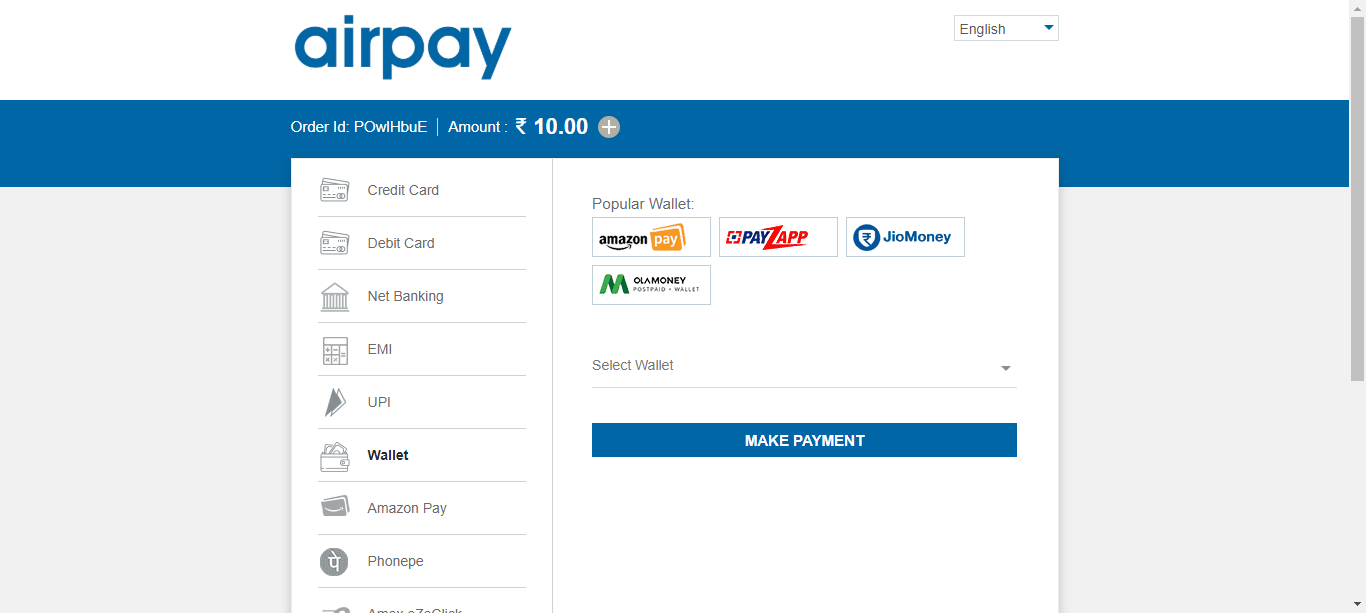 airpay
English
Order Id: POwlHbuE | Amount : ₹ 10.00
Credit Card
Debit Card
Net Banking
EMI
UPI
Wallet
Amazon Pay
Phonepe
Amex eZeClick
Popular Wallet:
amazon pay
PAYZAPP
JioMoney
OLAMONEY
POSTPAID + WALLET
Select Wallet
MAKE PAYMENT